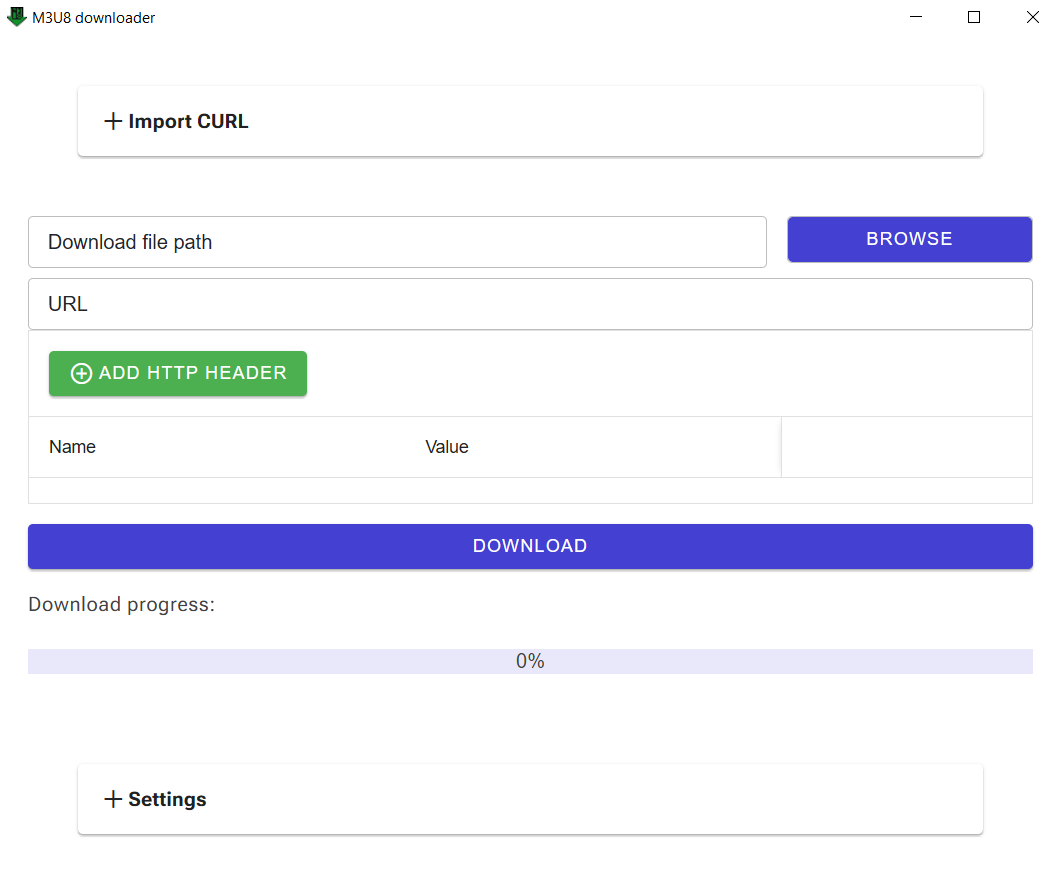 M3U8 downloader
Import CURL
Download file path
BROWSE
URL
ADD HTTP HEADER
Name Value
DOWNLOAD
Download progress:
0%
Settings